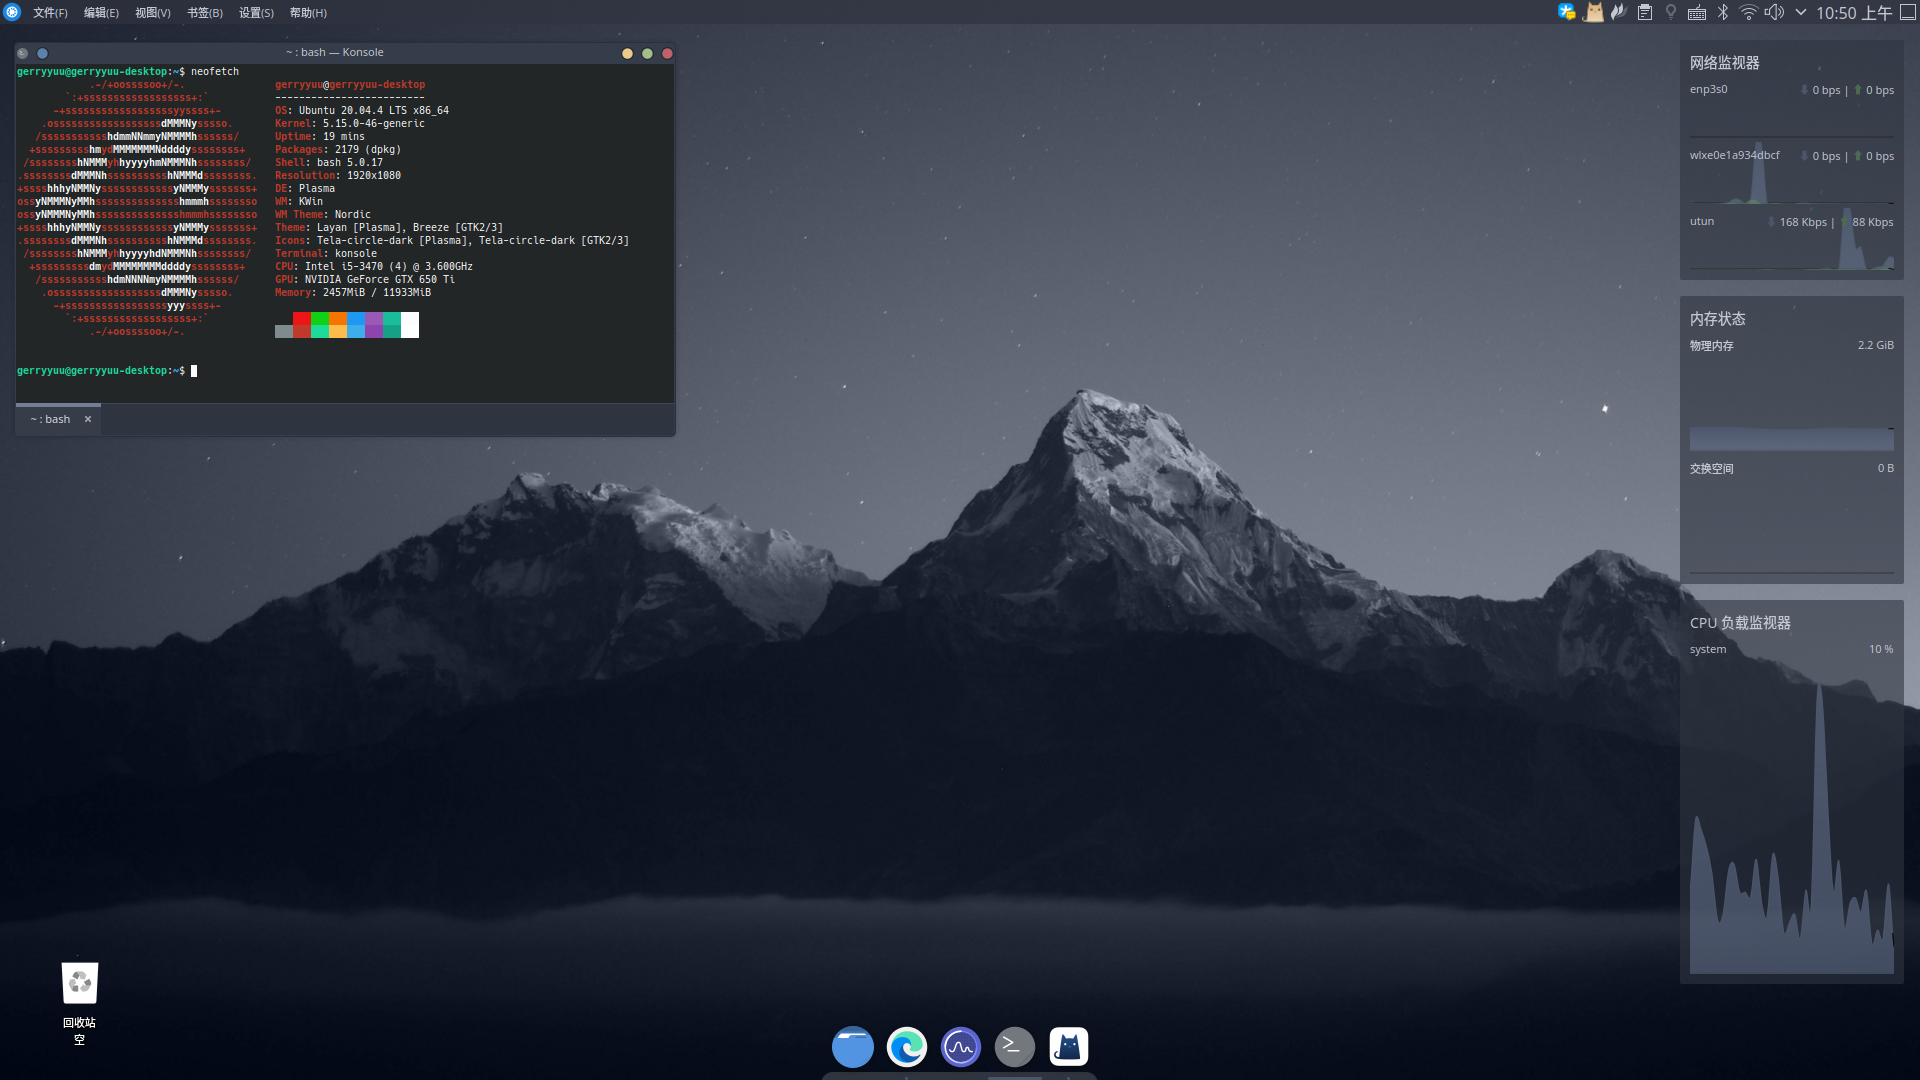 文件(F) 编辑(E) 视图(V) 书签(B) 设置(S) 帮助(H)
10:50 上午
~ : bash — Konsole
gerryyuu@gerryyuu-desktop:~$ neofetch
gerryyuu@gerryyuu-desktop
-------------------------
OS: Ubuntu 20.04.4 LTS x86_64
Kernel: 5.15.0-46-generic
Uptime: 19 mins
Packages: 2179 (dpkg)
Shell: bash 5.0.17
Resolution: 1920x1080
DE: Plasma
WM: KWin
WM Theme: Nordic
Theme: Layan [Plasma], Breeze [GTK2/3]
Icons: Tela-circle-dark [Plasma], Tela-circle-dark [GTK2/3]
Terminal: konsole
CPU: Intel i5-3470 (4) @ 3.600GHz
GPU: NVIDIA GeForce GTX 650 Ti
Memory: 2457MiB / 11933MiB
gerryyuu@gerryyuu-desktop:~$
~ : bash ×
网络监视器
enp3s0 0 bps | 0 bps
wlxe0e1a934dbcf 0 bps | 0 bps
utun 168 Kbps | 88 Kbps
内存状态
物理内存 2.2 GiB
交换空间 0 B
CPU 负载监视器
system 10 %
回收站
空